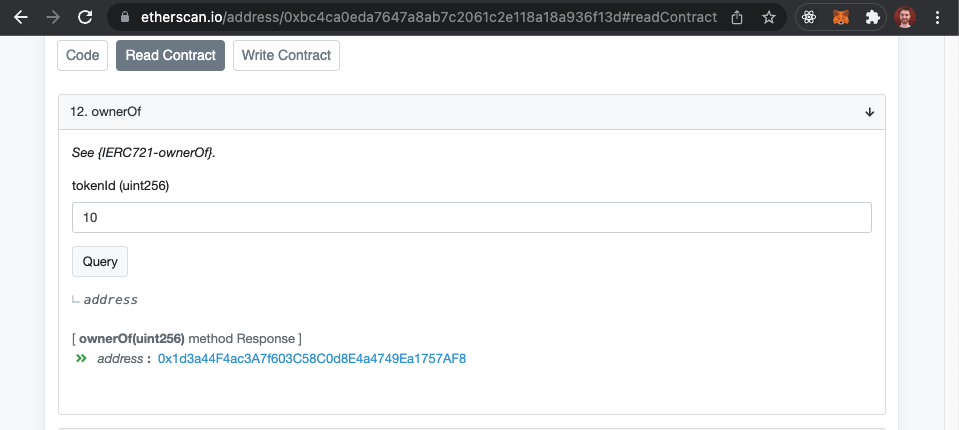 etherscan.io/address/0xbc4ca0eda7647a8ab7c2061c2e118a18a936f13d#readContract
Code Read Contract Write Contract
12. ownerOf
See {IERC721-ownerOf}.
tokenId (uint256)
10
Query
address
[ ownerOf(uint256) method Response ]
address : 0x1d3a44F4ac3A7f603C58C0d8E4a4749Ea1757AF8